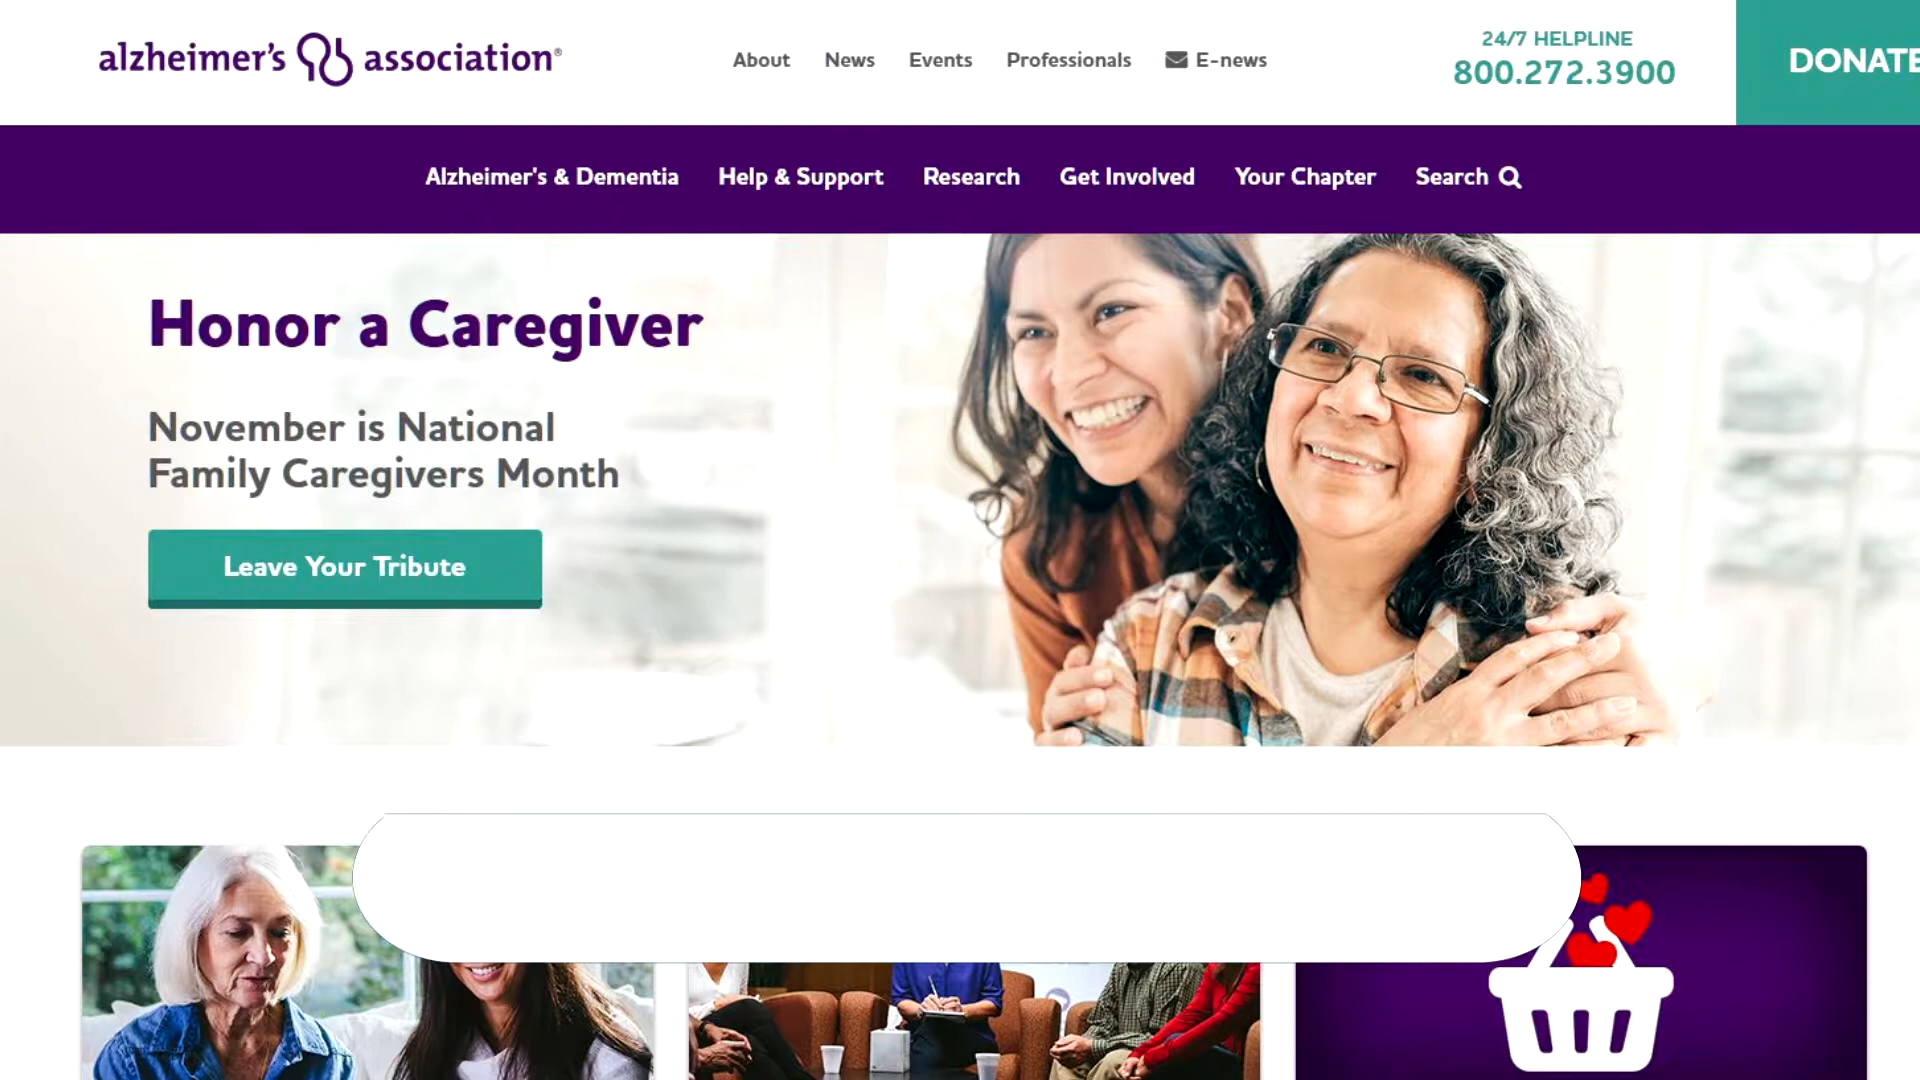 alzheimer's association®
About News Events Professionals E-news
24/7 HELPLINE
800.272.3900
DONATE
Alzheimer's & Dementia Help & Support Research Get Involved Your Chapter Search
Honor a Caregiver
November is National
Family Caregivers Month
Leave Your Tribute